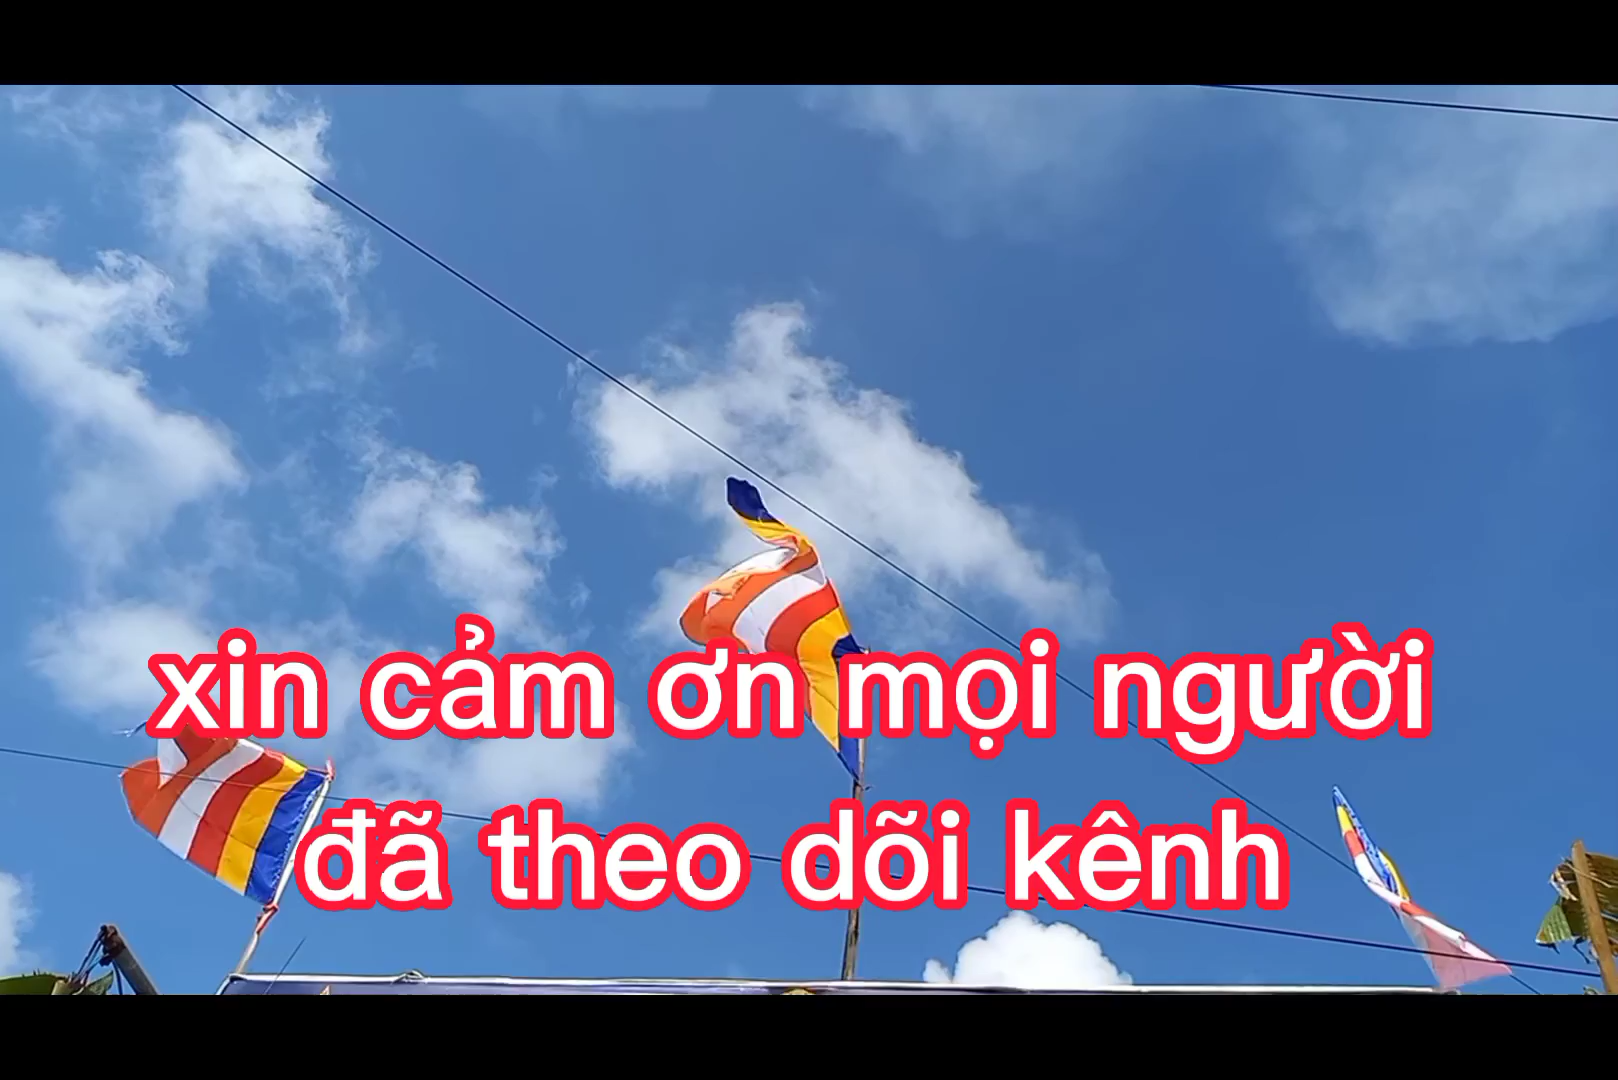 xin cảm ơn mọi người
đã theo dõi kênh